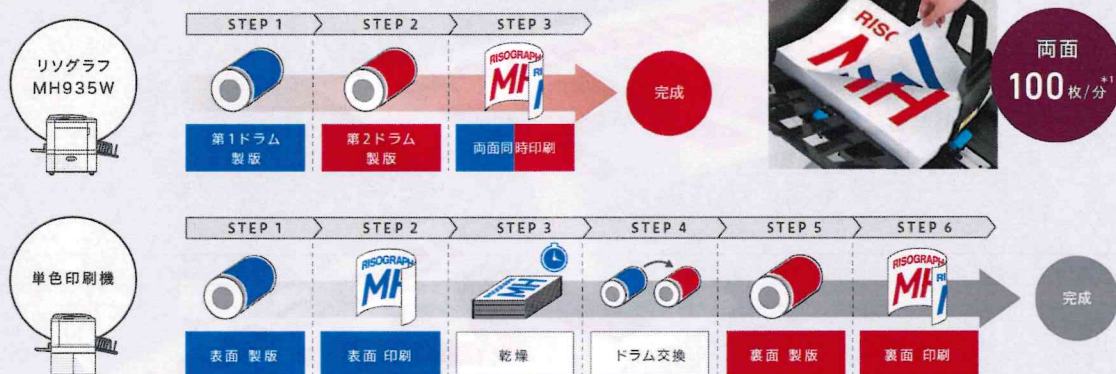 リソグラフ
MH935W
STEP 1
STEP 2
STEP 3
RISOGRAPH
MH
第1ドラム
製版
第2ドラム
製版
両面同時印刷
完成
両面
100枚/分*1
単色印刷機
STEP 1
STEP 2
STEP 3
STEP 4
STEP 5
STEP 6
RISOGRAPH
MH
MH
RISOGRAPH
MH
表面 製版
表面 印刷
乾燥
ドラム交換
裏面 製版
裏面 印刷
完成